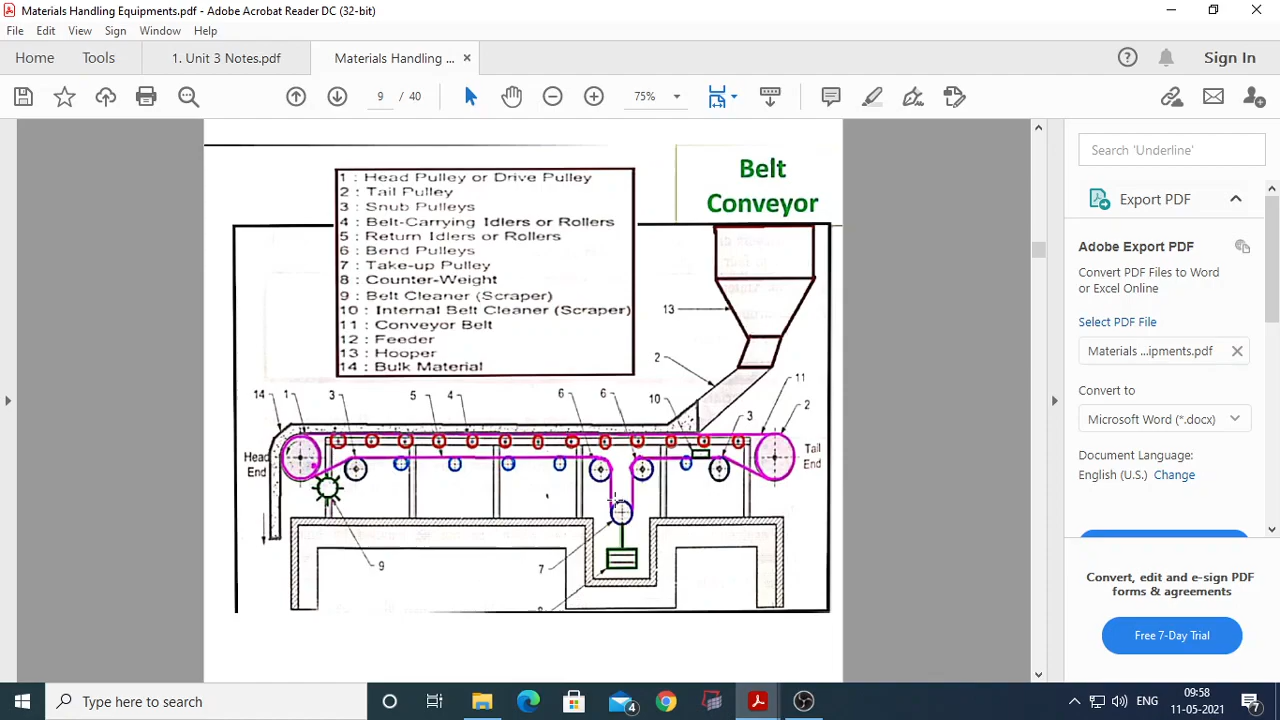 Materials Handling Equipments.pdf - Adobe Acrobat Reader DC (32-bit)
File Edit View Sign Window Help
Home Tools 1. Unit 3 Notes.pdf Materials Handling ... × Sign In
9 / 40 75%
Search 'Underline'
Belt
Conveyor
1 : Head Pulley or Drive Pulley
2 : Tail Pulley
3 : Snub Pulleys
4 : Belt-Carrying Idlers or Rollers
5 : Return Idlers or Rollers
6 : Bend Pulleys
7 : Take-up Pulley
8 : Counter-Weight
9 : Belt Cleaner (Scraper)
10 : Internal Belt Cleaner (Scraper)
11 : Conveyor Belt
12 : Feeder
13 : Hooper
14 : Bulk Material
13
2
11
14 1 3 5 4 6 6 10 3 2
Head
End
Tail
End
9
7
Export PDF
Adobe Export PDF
Convert PDF Files to Word
or Excel Online
Select PDF File
Materials ...ipments.pdf
Convert to
Microsoft Word (*.docx)
Document Language:
English (U.S.) Change
Convert, edit and e-sign PDF
forms & agreements
Free 7-Day Trial
Type here to search
4
ENG
09:58
11-05-2021
7